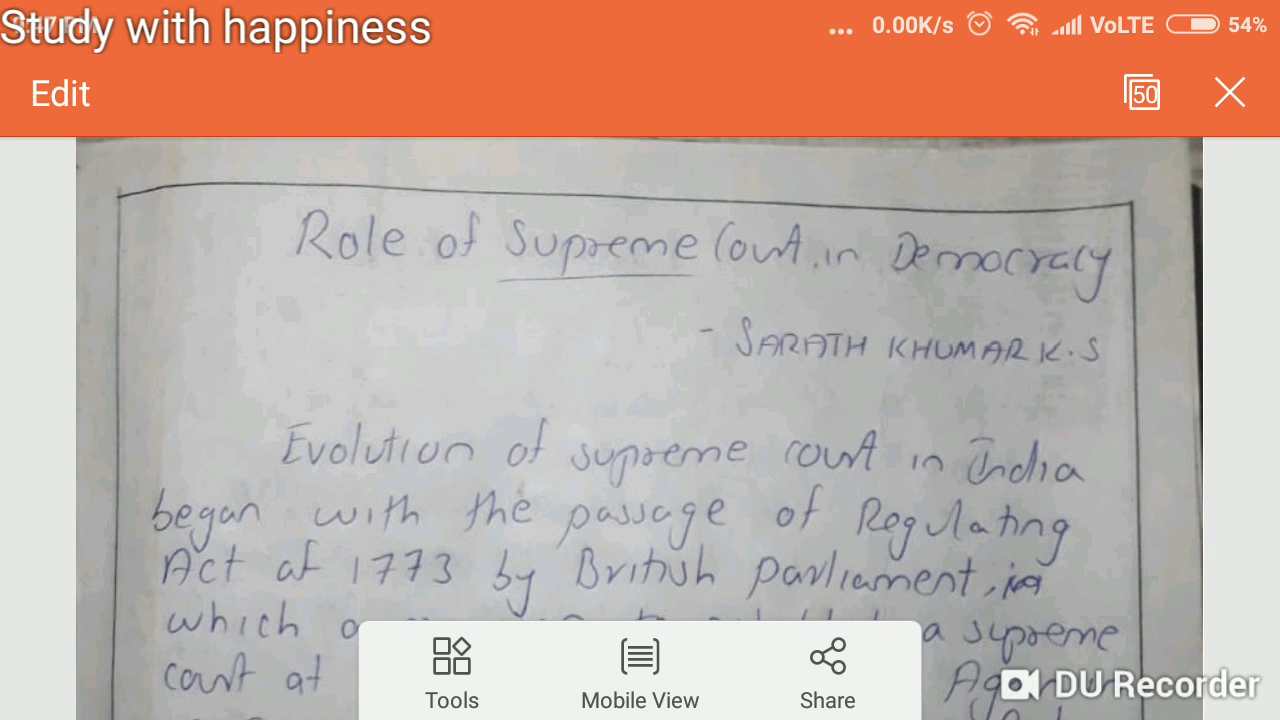 Study with happiness
... 0.00K/s VoLTE 54%
Edit
50
Role of Supreme Court in Democracy
- SARATH KHUMAR K.S
Evolution of supreme court in India
began with the passage of Regulating
Act of 1773 by British parliament, in
which a supreme
court at
Tools
Mobile View
Share
DU Recorder